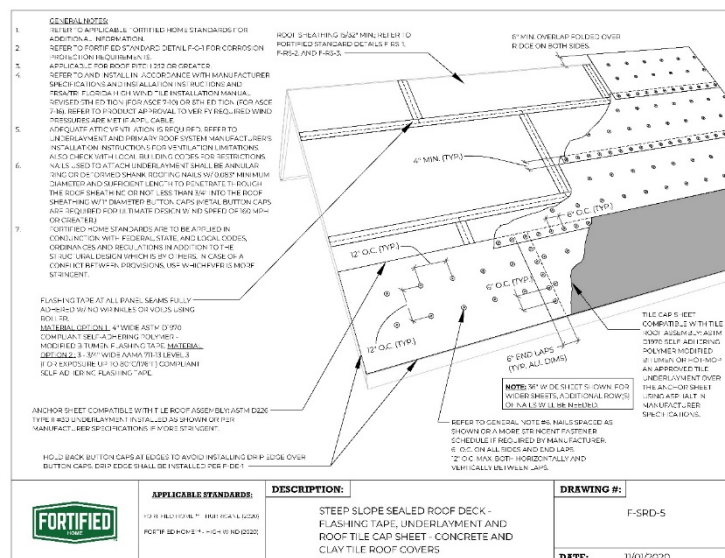 GENERAL NOTES:
1. REFER TO APPLICABLE FORTIFIED HOME STANDARDS FOR
ADDITIONAL INFORMATION.
2. REFER TO FORTIFIED STANDARD DETAIL F-G-1 FOR CORROSION
PROTECTION REQUIREMENTS.
3. APPLICABLE FOR ROOF PITCH 2:12 OR GREATER.
4. REFER TO AND INSTALL IN ACCORDANCE WITH MANUFACTURER
SPECIFICATIONS AND INSTALLATION INSTRUCTIONS AND
FRSA/TRI FLORIDA HIGH WIND TILE INSTALLATION MANUAL,
REVISED 5TH EDITION (FOR ASCE 7-10) OR 6TH EDITION (FOR ASCE
7-16). REFER TO PRODUCT APPROVAL TO VERIFY REQUIRED WIND
PRESSURES ARE MET IF APPLICABLE.
5. ADEQUATE ATTIC VENTILATION IS REQUIRED. REFER TO
UNDERLAYMENT AND PRIMARY ROOF SYSTEM MANUFACTURER'S
INSTALLATION INSTRUCTIONS FOR VENTILATION LIMITATIONS.
ALSO CHECK WITH LOCAL BUILDING CODES FOR RESTRICTIONS.
6. NAILS USED TO ATTACH UNDERLAYMENT SHALL BE ANNULAR
RING OR DEFORMED SHANK ROOFING NAILS W/ 0.083" MINIMUM
DIAMETER AND SUFFICIENT LENGTH TO PENETRATE THROUGH
THE ROOF SHEATHING OR NOT LESS THAN 3/4" INTO THE ROOF
SHEATHING W/ 1" DIAMETER BUTTON CAPS (METAL BUTTON CAPS
ARE REQUIRED FOR ULTIMATE DESIGN WIND SPEED OF 160 MPH
OR GREATER.)
7. FORTIFIED HOME STANDARDS ARE TO BE APPLIED IN
CONJUNCTION WITH FEDERAL, STATE, AND LOCAL CODES,
ORDINANCES AND REGULATIONS IN ADDITION TO THE
STRUCTURAL DESIGN WHICH IS BY OTHERS. IN CASE OF A
CONFLICT BETWEEN PROVISIONS, USE WHICHEVER IS MORE
STRINGENT.
ROOF SHEATHING 15/32" MIN; REFER TO
FORTIFIED STANDARD DETAILS F-RS-1,
F-RS-2, AND F-RS-3.
6" MIN. OVERLAP FOLDED OVER
RIDGE ON BOTH SIDES.
4" MIN. (TYP.)
6" O.C. (TYP.)
12" O.C. (TYP.)
6" O.C. (TYP.)
12" O.C. (TYP.)
6" END LAPS
(TYP. ALL DIMS)
FLASHING TAPE AT ALL PANEL SEAMS FULLY
ADHERED W/ NO WRINKLES OR VOIDS USING
ROLLER.
MATERIAL OPTION 1: 4" WIDE ASTM D1970
COMPLIANT SELF-ADHERING POLYMER-
MODIFIED BITUMEN FLASHING TAPE. MATERIAL
OPTION 2: 3-3/4" WIDE AAMA 711-13 LEVEL 3
(FOR EXPOSURE UP TO 80°C/176°F) COMPLIANT
SELF ADHERING FLASHING TAPE.
TILE CAP SHEET
COMPATIBLE WITH TILE
ROOF ASSEMBLY: ASTM
D1970 SELF ADHERING
POLYMER MODIFIED
BITUMEN OR HOT-MOP
AN APPROVED TILE
UNDERLAYMENT OVER
THE ANCHOR SHEET
USING ASPHALT IN
MANUFACTURER
SPECIFICATIONS.
NOTE: 36" WIDE SHEET SHOWN. FOR
WIDER SHEETS, ADDITIONAL ROW(S)
OF NAILS WILL BE NEEDED.
ANCHOR SHEET COMPATIBLE WITH TILE ROOF ASSEMBLY: ASTM D226
TYPE II #30 UNDERLAYMENT INSTALLED AS SHOWN OR PER
MANUFACTURER SPECIFICATIONS IF MORE STRINGENT.
REFER TO GENERAL NOTE #6. NAILS SPACED AS
SHOWN OR A MORE STRINGENT FASTENER
SCHEDULE IF REQUIRED BY MANUFACTURER.
6" O.C. ON ALL SIDES AND END LAPS.
12" O.C. MAX. BOTH HORIZONTALLY AND
VERTICALLY BETWEEN LAPS.
HOLD BACK BUTTON CAPS AT EDGES TO AVOID INSTALLING DRIP EDGE OVER
BUTTON CAPS. DRIP EDGE SHALL BE INSTALLED PER F-DE-1
FORTIFIED
HOME
APPLICABLE STANDARDS:
FORTIFIED HOME™ - HURRICANE (2020)
FORTIFIED HOME™ - HIGH WIND (2020)
DESCRIPTION:
STEEP SLOPE SEALED ROOF DECK -
FLASHING TAPE, UNDERLAYMENT AND
ROOF TILE CAP SHEET - CONCRETE AND
CLAY TILE ROOF COVERS
DRAWING #:
F-SRD-5
DATE: 11/01/2020